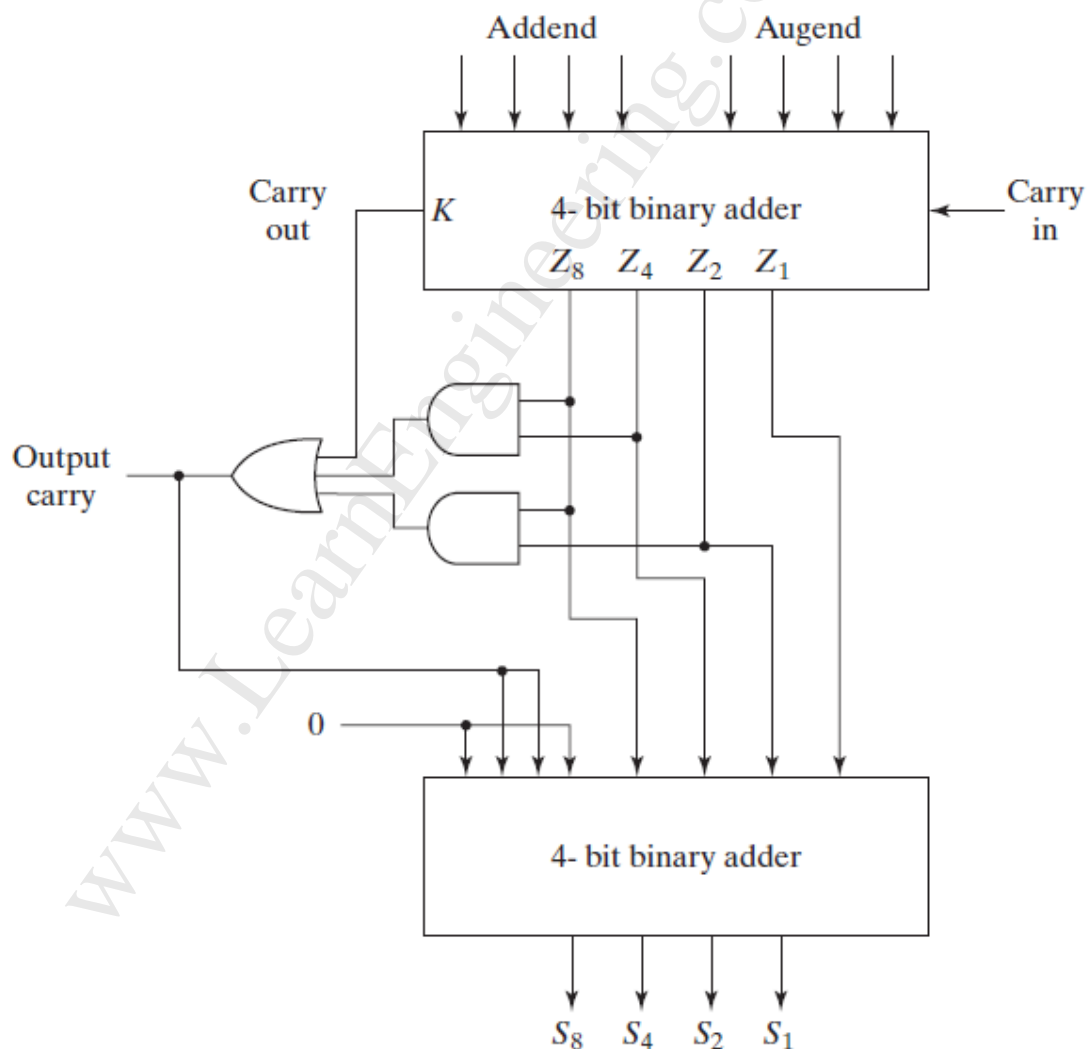 Addend Augend
Carry out
K
4- bit binary adder
Carry in
Z8 Z4 Z2 Z1
Output carry
0
4- bit binary adder
S8 S4 S2 S1
www.LearnEngineering.co